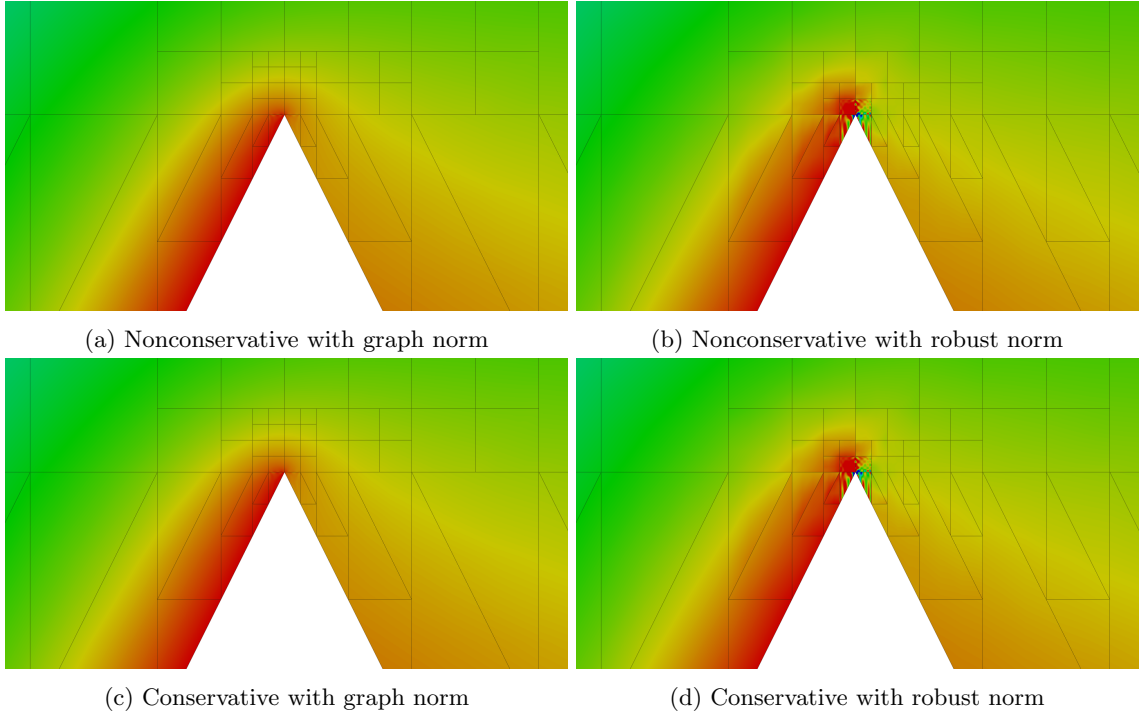 (a) Nonconservative with graph norm
(b) Nonconservative with robust norm
(c) Conservative with graph norm
(d) Conservative with robust norm